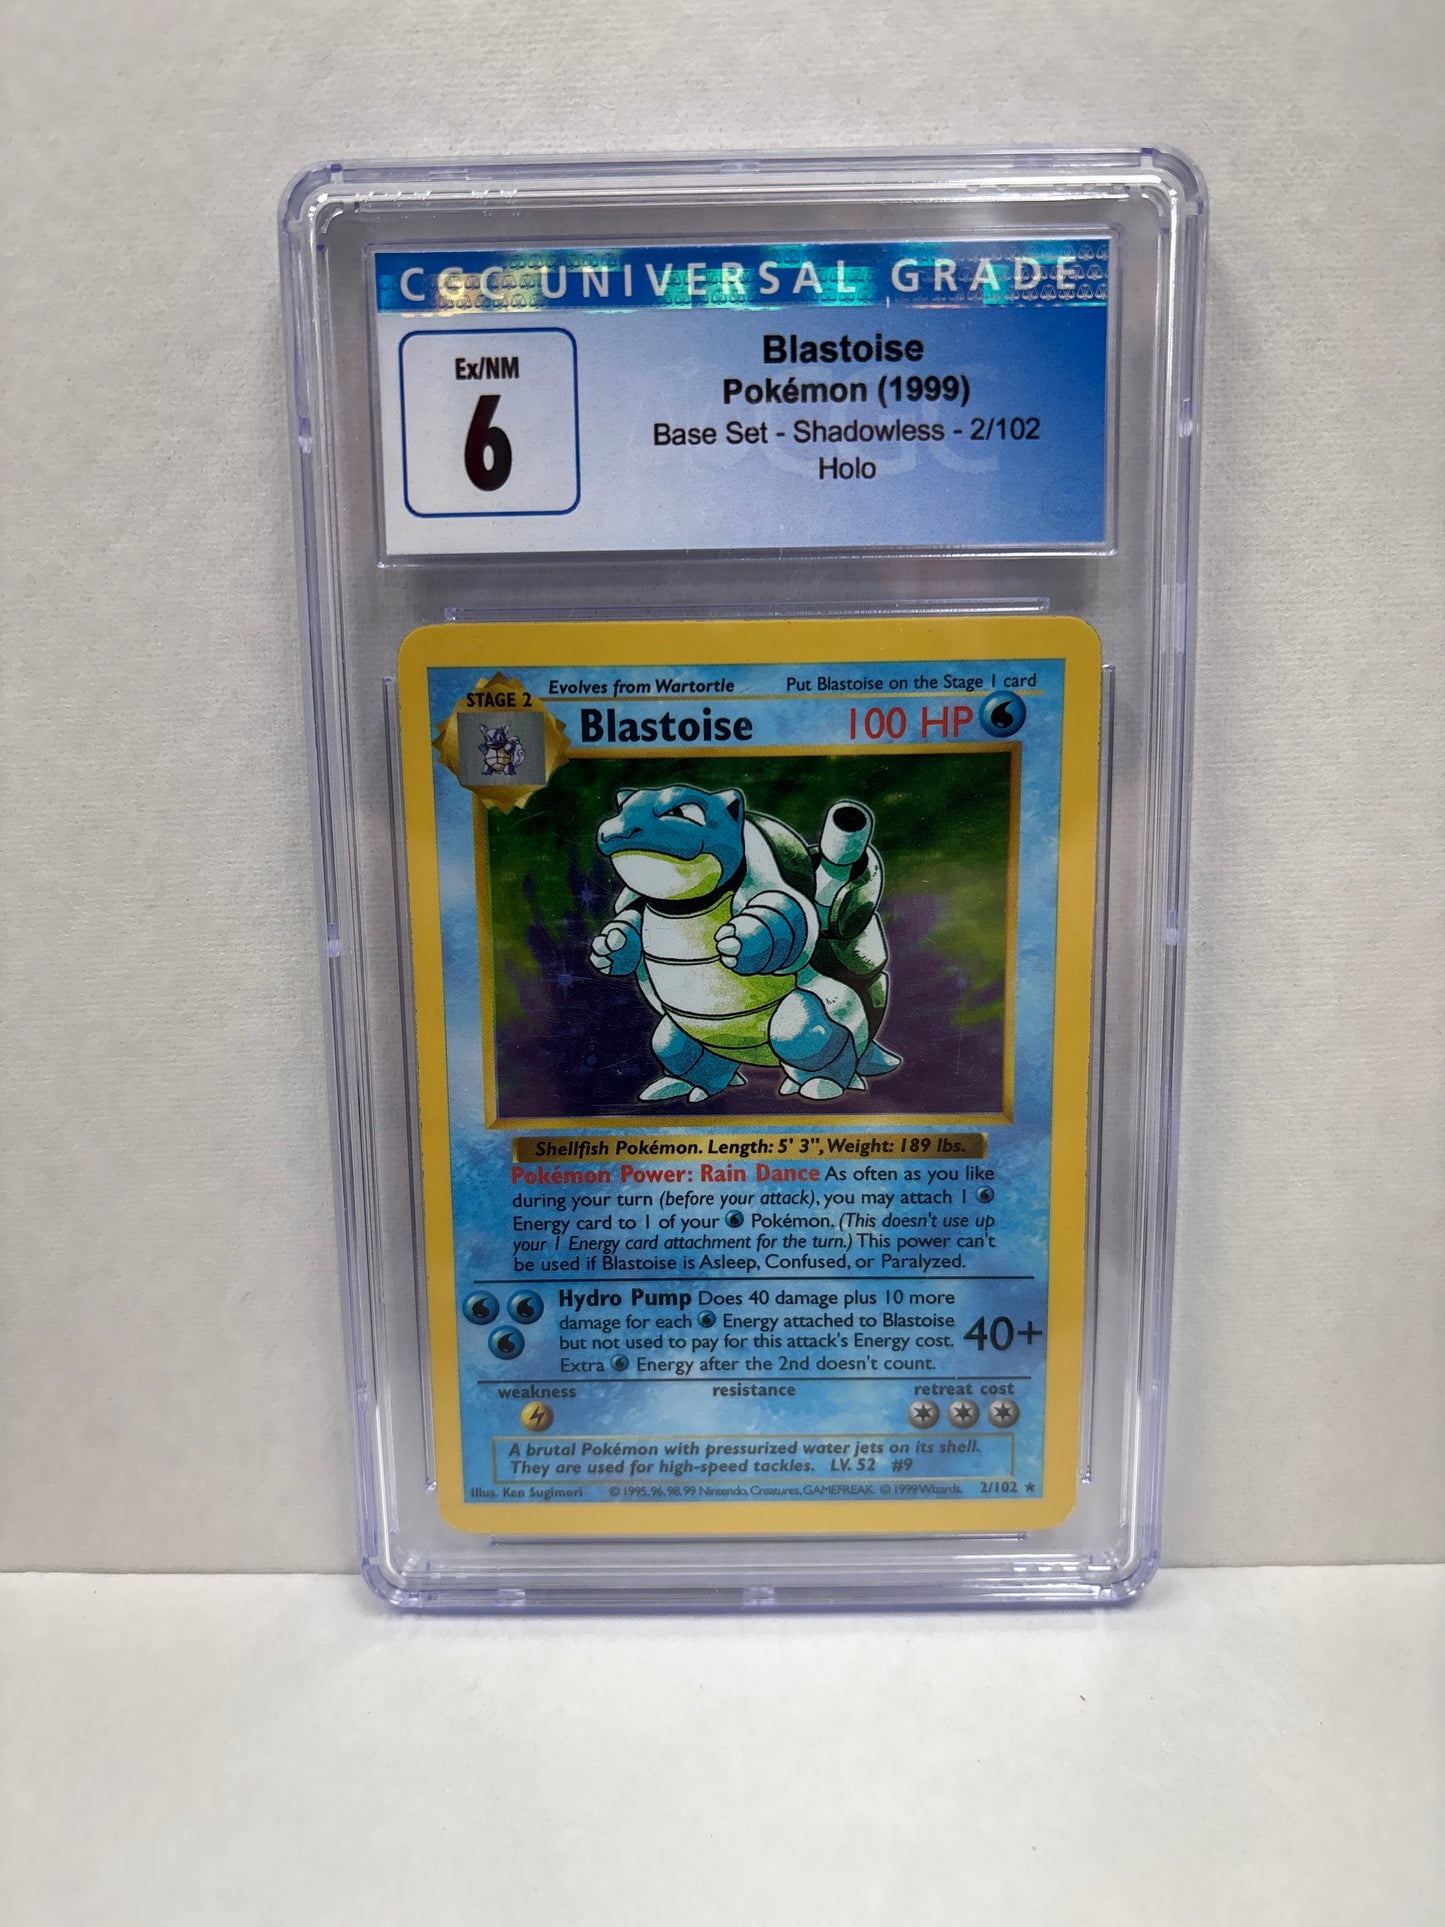 CGC UNIVERSAL GRADE
Ex/NM
6
Blastoise
Pokémon (1999)
Base Set - Shadowless - 2/102
Holo
STAGE 2
Evolves from Wartortle
Put Blastoise on the Stage 1 card
Blastoise
100 HP
Shellfish Pokémon. Length: 5' 3", Weight: 189 lbs.
Pokémon Power: Rain Dance As often as you like
during your turn (before your attack), you may attach 1
Energy card to 1 of your Pokémon. (This doesn't use up
your 1 Energy card attachment for the turn.) This power can't
be used if Blastoise is Asleep, Confused, or Paralyzed.
Hydro Pump Does 40 damage plus 10 more
damage for each Energy attached to Blastoise
but not used to pay for this attack's Energy cost.
Extra Energy after the 2nd doesn't count.
40+
weakness
resistance
retreat cost
A brutal Pokémon with pressurized water jets on its shell.
They are used for high-speed tackles. LV. 52 #9
Illus. Ken Sugimori
© 1995, 96, 98, 99 Nintendo, Creatures, GAMEFREAK. © 1999 Wizards.
2/102 ★